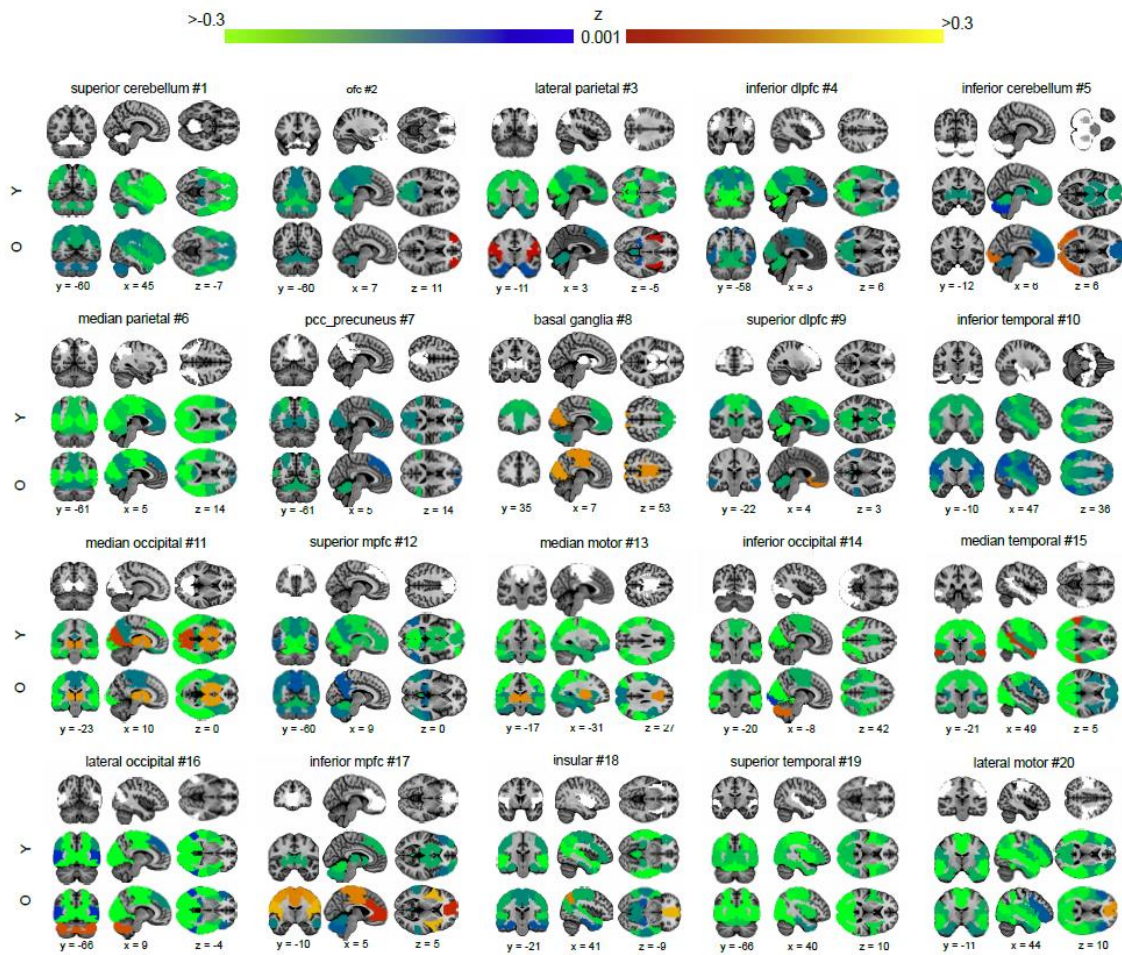 z
>-0.3 0.001 >0.3
superior cerebellum #1 ofc #2 lateral parietal #3 inferior dlpfc #4 inferior cerebellum #5
Y
O
y = -60 x = 45 z = -7 y = -60 x = 7 z = 11 y = -11 x = 3 z = -5 y = -58 x = 3 z = 6 y = -12 x = 6 z = 6
median parietal #6 pcc_precuneus #7 basal ganglia #8 superior dlpfc #9 inferior temporal #10
Y
O
y = -61 x = 5 z = 14 y = -61 x = 5 z = 14 y = 35 x = 7 z = 53 y = -22 x = 4 z = 3 y = -10 x = 47 z = 36
median occipital #11 superior mpfc #12 median motor #13 inferior occipital #14 median temporal #15
Y
O
y = -23 x = 10 z = 0 y = -60 x = 9 z = 0 y = -17 x = -31 z = 27 y = -20 x = -8 z = 42 y = -21 x = 49 z = 5
lateral occipital #16 inferior mpfc #17 insular #18 superior temporal #19 lateral motor #20
Y
O
y = -66 x = 9 z = -4 y = -10 x = 5 z = 5 y = -21 x = 41 z = -9 y = -66 x = 40 z = 10 y = -11 x = 44 z = 10